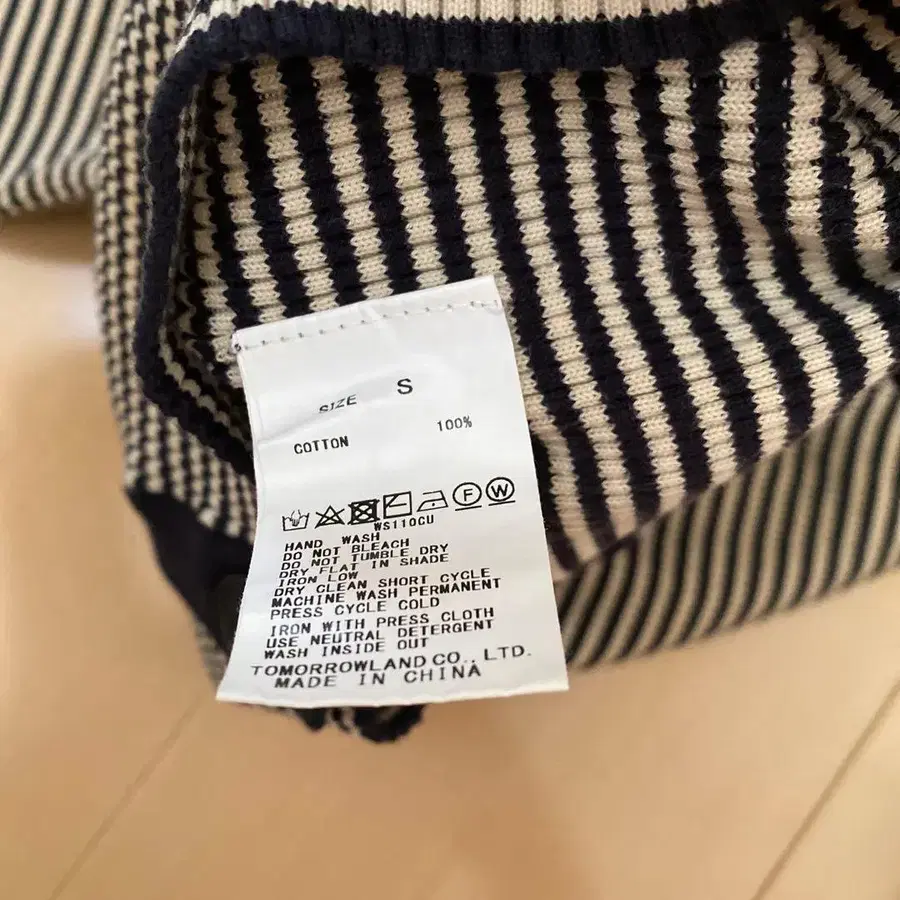 SIZE S
COTTON 100%
F W
WS110CU
HAND WASH
DO NOT BLEACH
DO NOT TUMBLE DRY
DRY FLAT IN SHADE
IRON LOW
DRY CLEAN SHORT CYCLE
MACHINE WASH PERMANENT
PRESS CYCLE COLD
IRON WITH PRESS CLOTH
USE NEUTRAL DETERGENT
WASH INSIDE OUT
TOMORROWLAND CO., LTD.
MADE IN CHINA